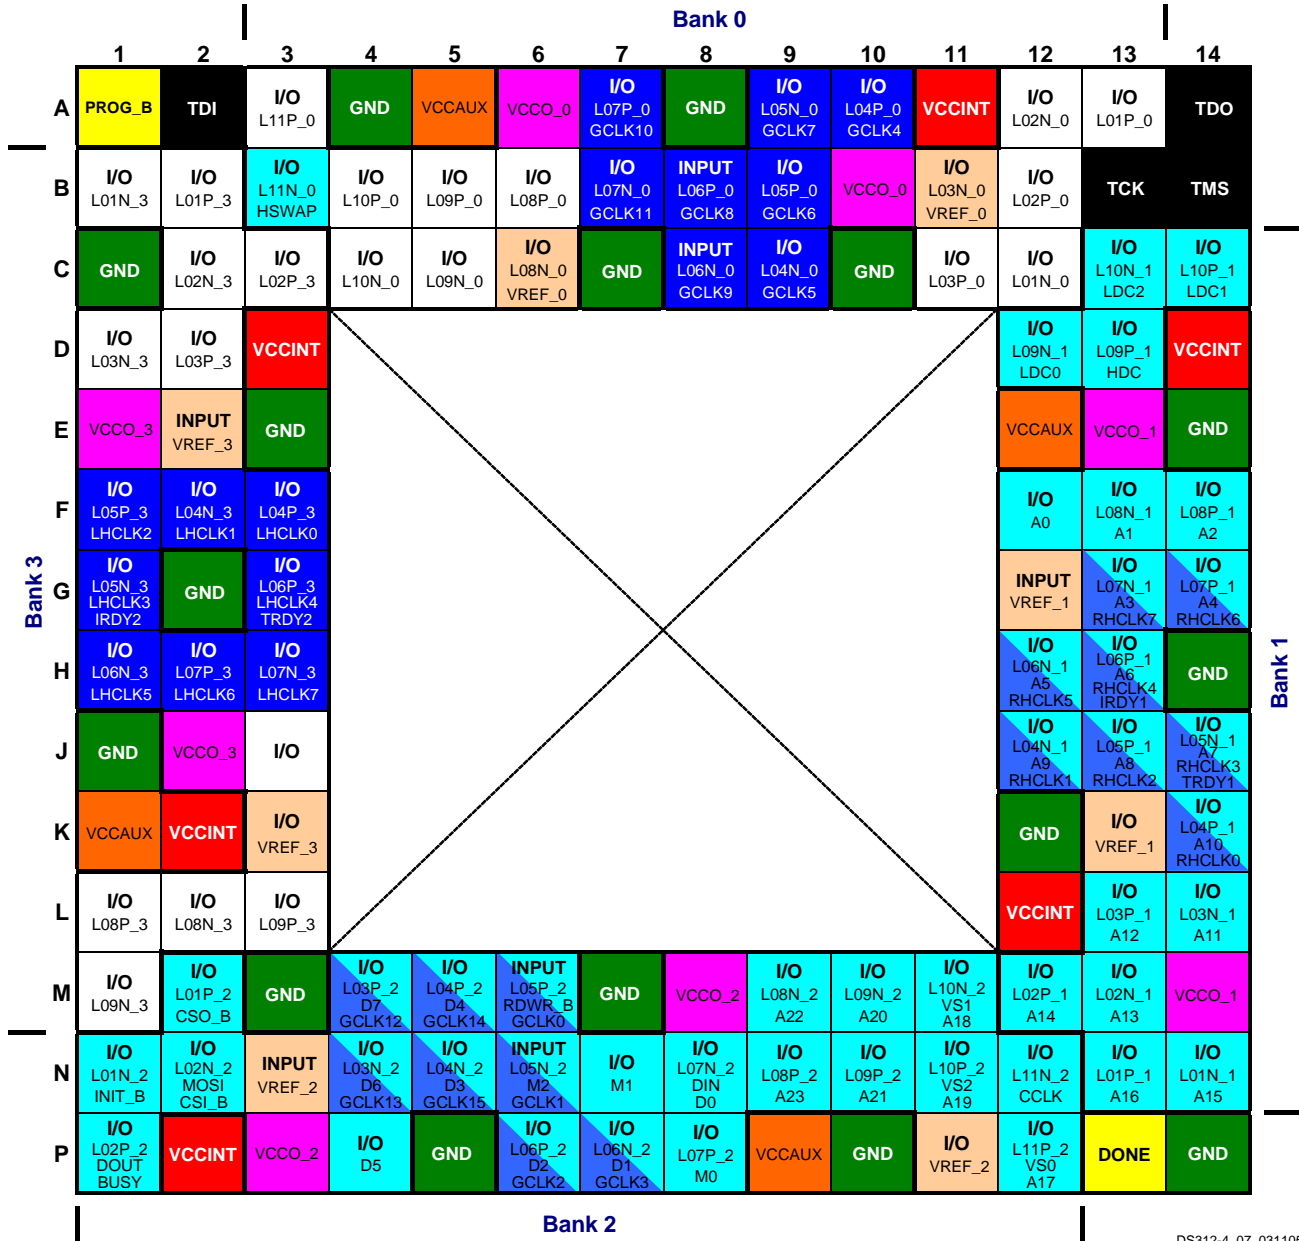 Bank 0
1 2 3 4 5 6 7 8 9 10 11 12 13 14
A
PROG_B
TDI
I/O
L11P_0
GND
VCCAUX
VCCO_0
I/O
L07P_0
GCLK10
GND
I/O
L05N_0
GCLK7
I/O
L04P_0
GCLK4
VCCINT
I/O
L02N_0
I/O
L01P_0
TDO
B
I/O
L01N_3
I/O
L01P_3
I/O
L11N_0
HSWAP
I/O
L10P_0
I/O
L09P_0
I/O
L08P_0
I/O
L07N_0
GCLK11
INPUT
L06P_0
GCLK8
I/O
L05P_0
GCLK6
VCCO_0
I/O
L03N_0
VREF_0
I/O
L02P_0
TCK
TMS
C
GND
I/O
L02N_3
I/O
L02P_3
I/O
L10N_0
I/O
L09N_0
I/O
L08N_0
VREF_0
GND
INPUT
L06N_0
GCLK9
I/O
L04N_0
GCLK5
GND
I/O
L03P_0
I/O
L01N_0
I/O
L10N_1
LDC2
I/O
L10P_1
LDC1
D
I/O
L03N_3
I/O
L03P_3
VCCINT
I/O
L09N_1
LDC0
I/O
L09P_1
HDC
VCCINT
E
VCCO_3
INPUT
VREF_3
GND
VCCAUX
VCCO_1
GND
F
I/O
L05P_3
LHCLK2
I/O
L04N_3
LHCLK1
I/O
L04P_3
LHCLK0
I/O
A0
I/O
L08N_1
A1
I/O
L08P_1
A2
Bank 3
G
I/O
L05N_3
LHCLK3
IRDY2
GND
I/O
L06P_3
LHCLK4
TRDY2
INPUT
VREF_1
I/O
L07N_1
A3
RHCLK7
I/O
L07P_1
A4
RHCLK6
H
I/O
L06N_3
LHCLK5
I/O
L07P_3
LHCLK6
I/O
L07N_3
LHCLK7
I/O
L06N_1
A5
RHCLK5
I/O
L06P_1
A6
RHCLK4
IRDY1
GND
Bank 1
J
GND
VCCO_3
I/O
I/O
L04N_1
A9
RHCLK1
I/O
L05P_1
A8
RHCLK2
I/O
L05N_1
A7
RHCLK3
TRDY1
K
VCCAUX
VCCINT
I/O
VREF_3
GND
I/O
VREF_1
I/O
L04P_1
A10
RHCLK0
L
I/O
L08P_3
I/O
L08N_3
I/O
L09P_3
VCCINT
I/O
L03P_1
A12
I/O
L03N_1
A11
M
I/O
L09N_3
I/O
L01P_2
CSO_B
GND
I/O
L03P_2
D7
GCLK12
I/O
L04P_2
D4
GCLK14
INPUT
L05P_2
RDWR_B
GCLK0
GND
VCCO_2
I/O
L08N_2
A22
I/O
L09N_2
A20
I/O
L10N_2
VS1
A18
I/O
L02P_1
A14
I/O
L02N_1
A13
VCCO_1
N
I/O
L01N_2
INIT_B
I/O
L02N_2
MOSI
CSI_B
INPUT
VREF_2
I/O
L03N_2
D6
GCLK13
I/O
L04N_2
D3
GCLK15
INPUT
L05N_2
M2
GCLK1
I/O
M1
I/O
L07N_2
DIN
D0
I/O
L08P_2
A23
I/O
L09P_2
A21
I/O
L10P_2
VS2
A19
I/O
L11N_2
CCLK
I/O
L01P_1
A16
I/O
L01N_1
A15
P
I/O
L02P_2
DOUT
BUSY
VCCINT
VCCO_2
I/O
D5
GND
I/O
L06P_2
D2
GCLK2
I/O
L06N_2
D1
GCLK3
I/O
L07P_2
M0
VCCAUX
GND
I/O
VREF_2
I/O
L11P_2
VS0
A17
DONE
GND
Bank 2